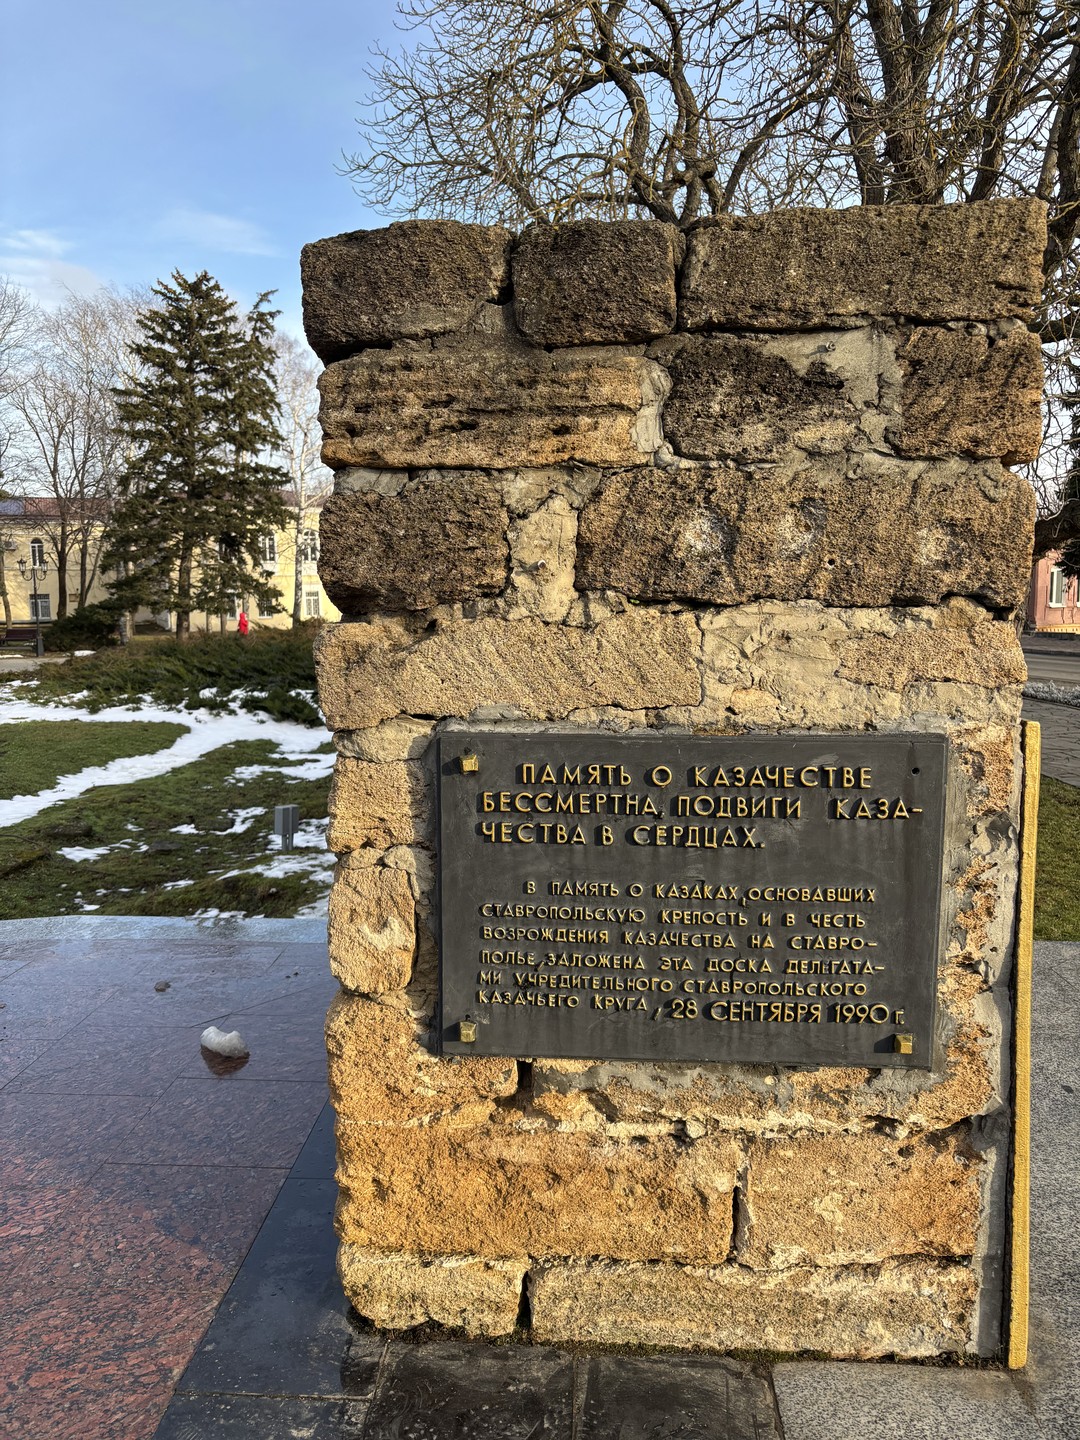 ПАМЯТЬ О КАЗАЧЕСТВЕ
БЕССМЕРТНА, ПОДВИГИ КАЗА-
ЧЕСТВА В СЕРДЦАХ.
В ПАМЯТЬ О КАЗАКАХ, ОСНОВАВШИХ
СТАВРОПОЛЬСКУЮ КРЕПОСТЬ И В ЧЕСТЬ
ВОЗРОЖДЕНИЯ КАЗАЧЕСТВА НА СТАВРО-
ПОЛЬЕ, ЗАЛОЖЕНА ЭТА ДОСКА ДЕЛЕГАТА-
МИ УЧРЕДИТЕЛЬНОГО СТАВРОПОЛЬСКОГО
КАЗАЧЬЕГО КРУГА, 28 СЕНТЯБРЯ 1990 г.